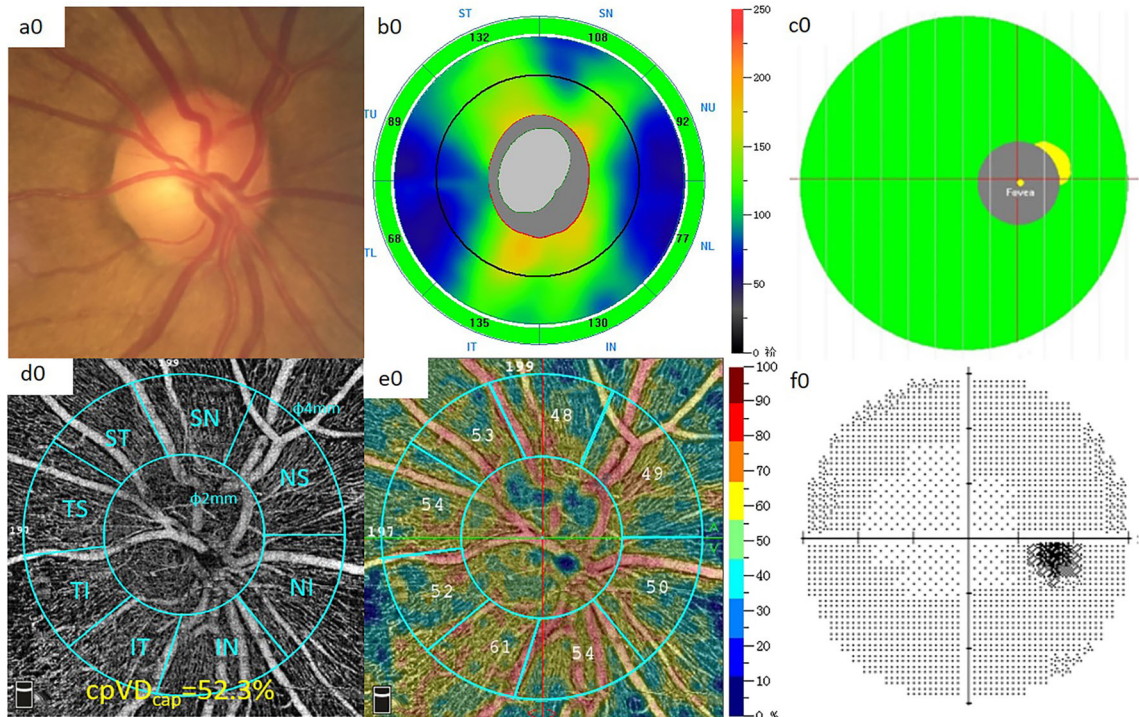 a0
b0
ST
SN
132
108
TU
NU
89
92
TL
NL
68
77
135
130
IT
IN
250
200
150
100
50
0 衸
c0
Fovea
d0
199
SN
ST
φ4mm
NS
TS
φ2mm
197
TI
NI
IT
IN
cpVDcap=52.3%
e0
199
48
53
49
54
197
Y
52
50
61
54
100
90
80
70
60
50
40
30
20
10
0 %
f0